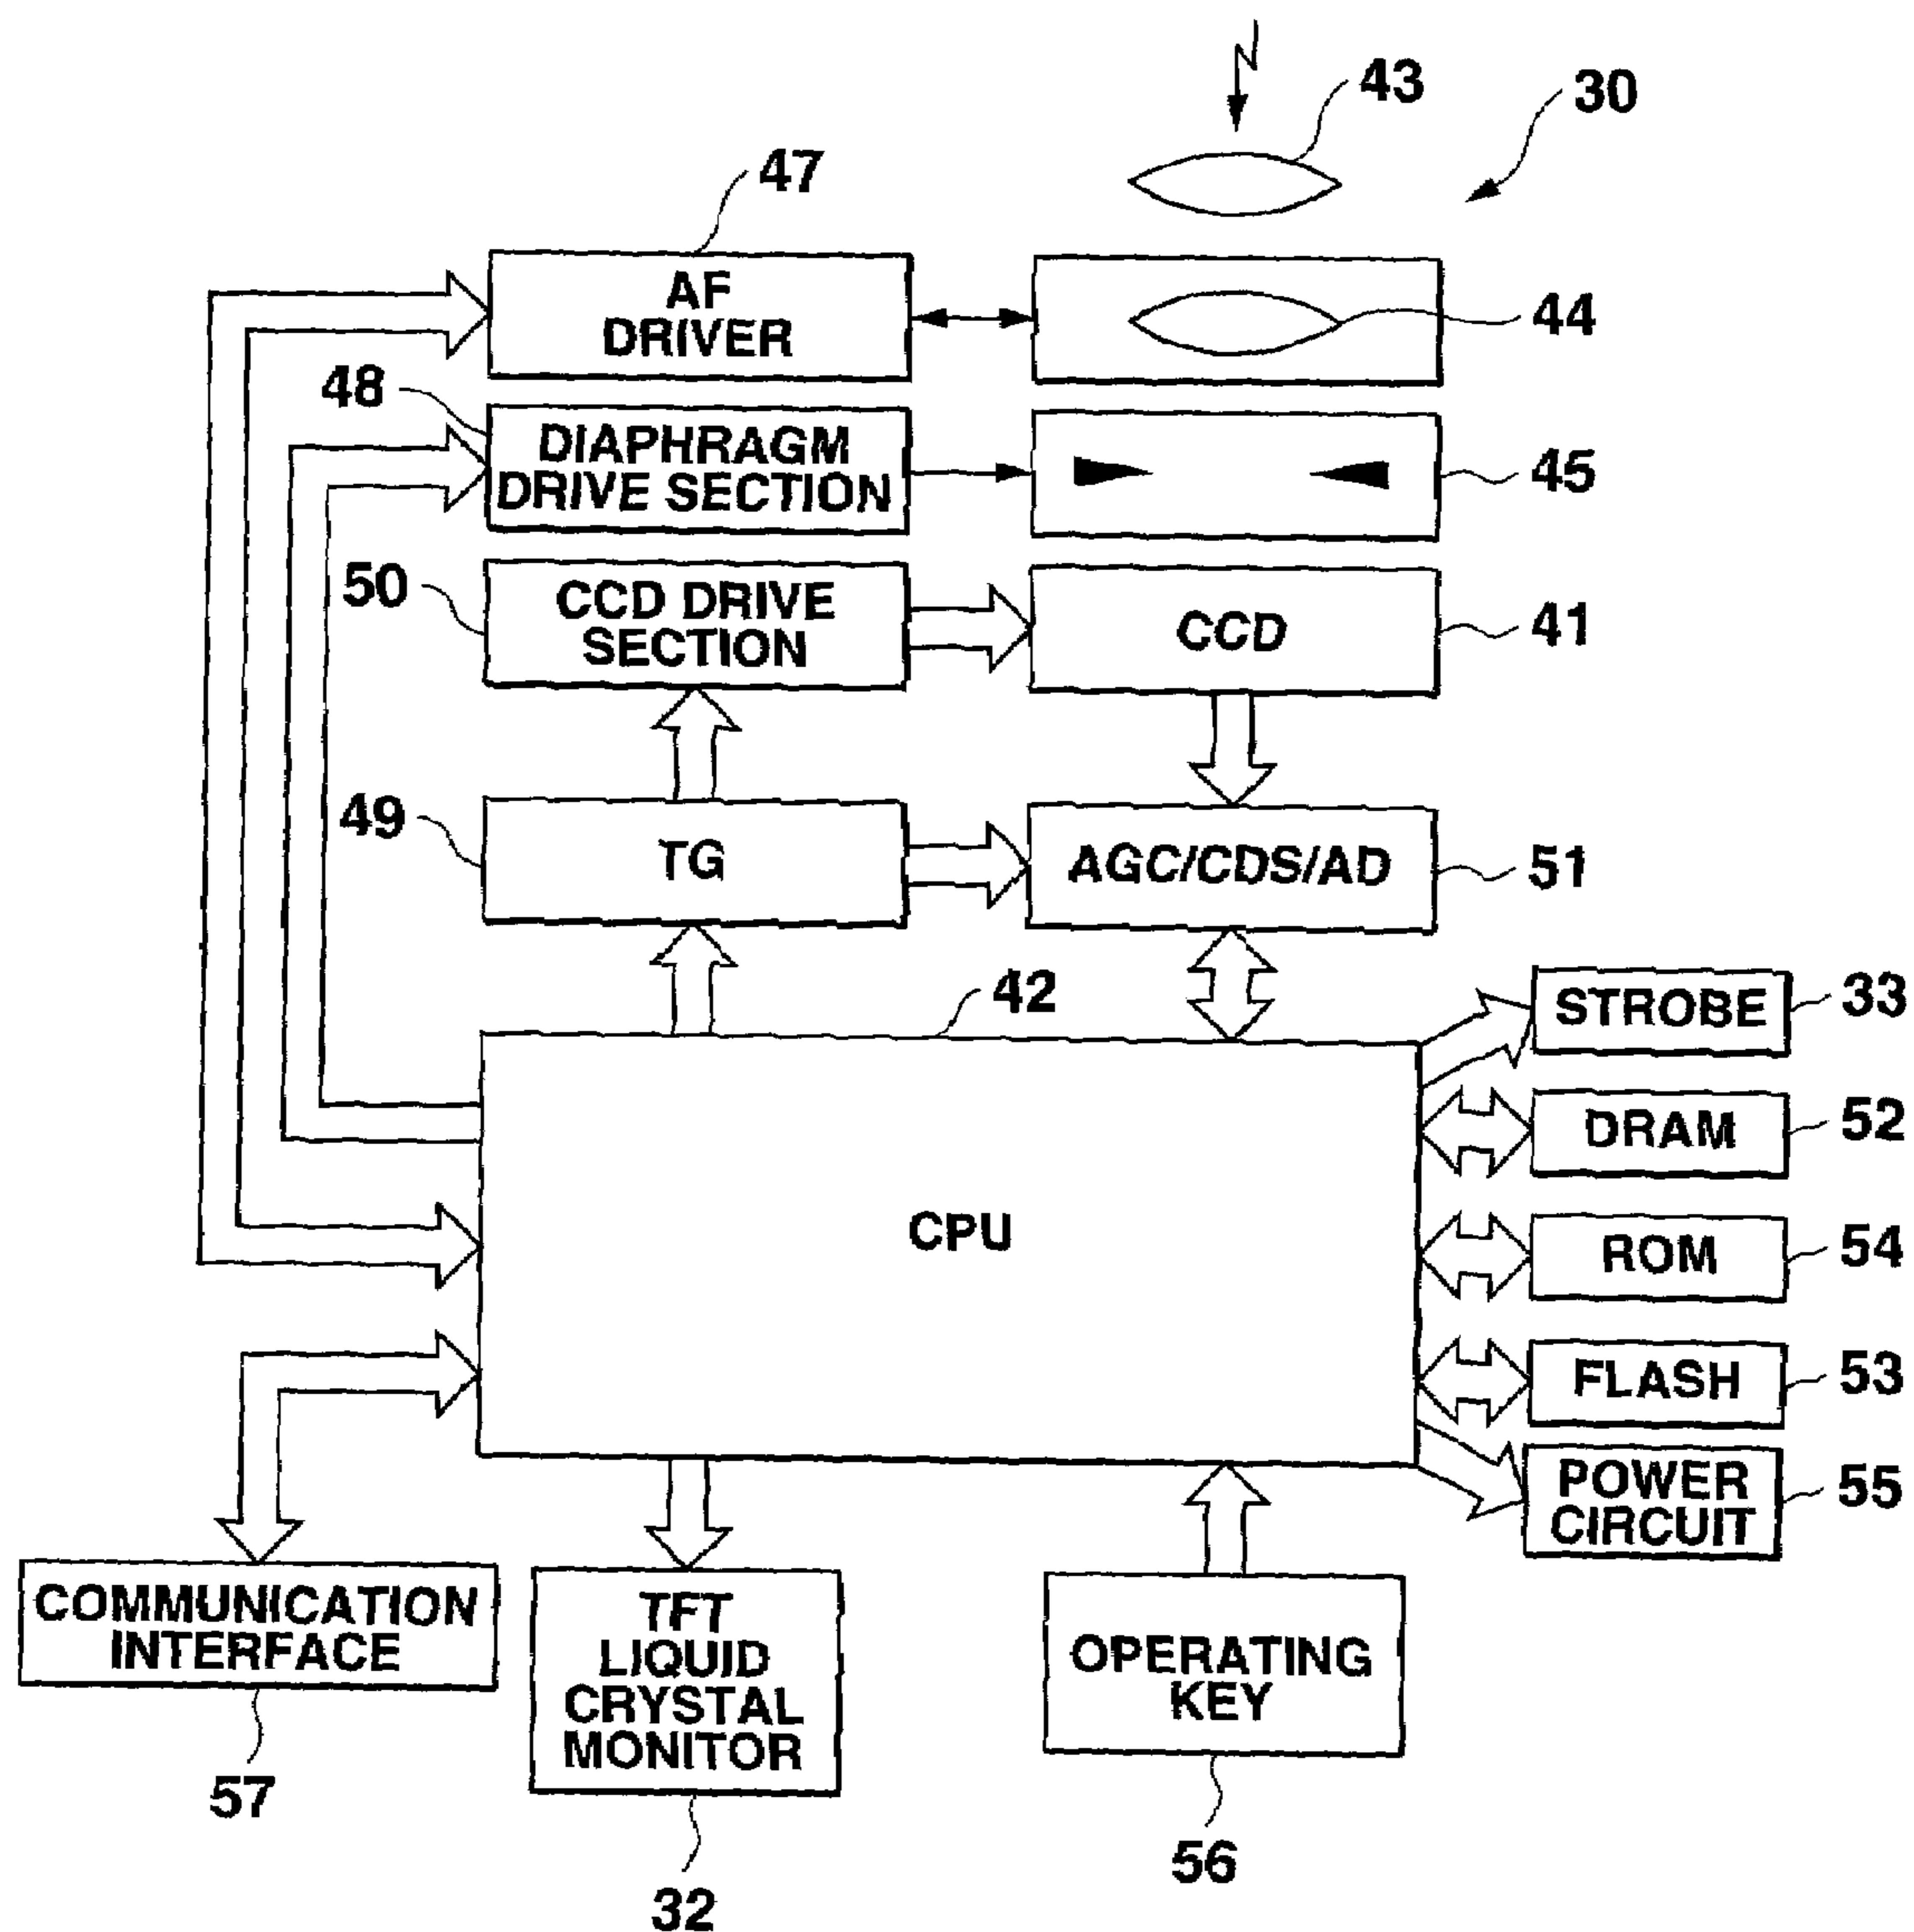 43
30
47
AF
DRIVER
44
48
DIAPHRAGM
DRIVE SECTION
45
50
CCD DRIVE
SECTION
CCD
41
49
TG
AGC/CDS/AD
51
42
STROBE
33
DRAM
52
CPU
ROM
54
FLASH
53
POWER
CIRCUIT
55
COMMUNICATION
INTERFACE
57
TFT
LIQUID
CRYSTAL
MONITOR
32
OPERATING
KEY
56